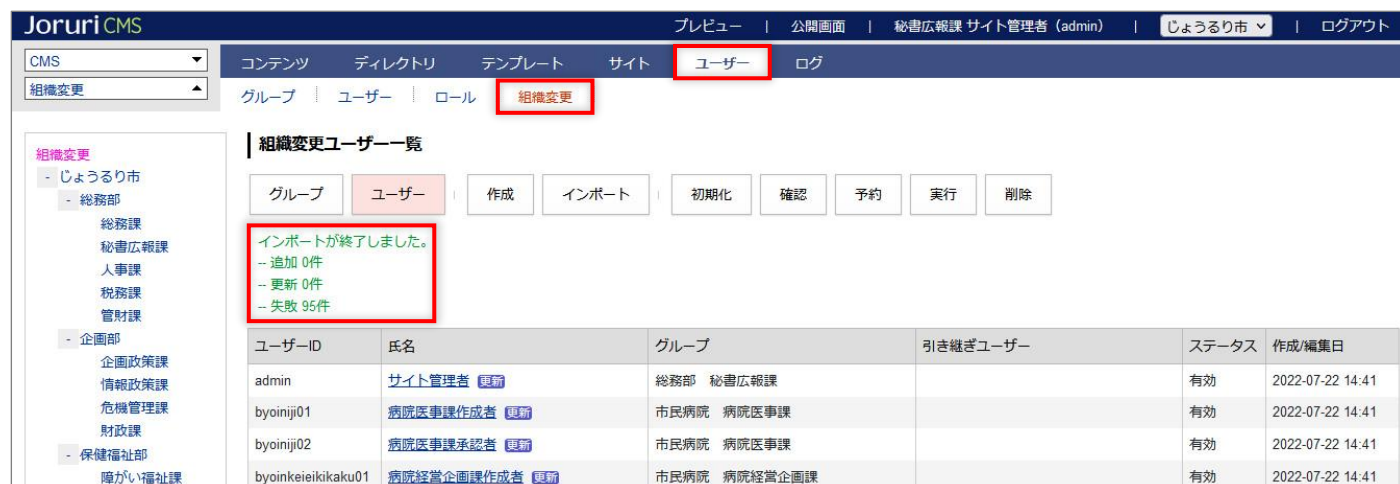 Joruri CMS
プレビュー | 公開画面 | 秘書広報課 サイト管理者（admin） | じょうるり市 | ログアウト
CMS
組織変更
コンテンツ ディレクトリ テンプレート サイト ユーザー ログ
グループ ユーザー ロール 組織変更
組織変更
- じょうるり市
- 総務部
総務課
秘書広報課
人事課
税務課
管財課
- 企画部
企画政策課
情報政策課
危機管理課
財政課
- 保健福祉部
障がい福祉課
組織変更ユーザー一覧
グループ ユーザー 作成 インポート 初期化 確認 予約 実行 削除
インポートが終了しました。
-- 追加 0件
-- 更新 0件
-- 失敗 95件
ユーザーID 氏名 グループ 引き継ぎユーザー ステータス 作成/編集日
admin サイト管理者 更新 総務部 秘書広報課 有効 2022-07-22 14:41
byoiniji01 病院医事課作成者 更新 市民病院 病院医事課 有効 2022-07-22 14:41
byoiniji02 病院医事課承認者 更新 市民病院 病院医事課 有効 2022-07-22 14:41
byoinkeieikikaku01 病院経営企画課作成者 更新 市民病院 病院経営企画課 有効 2022-07-22 14:41